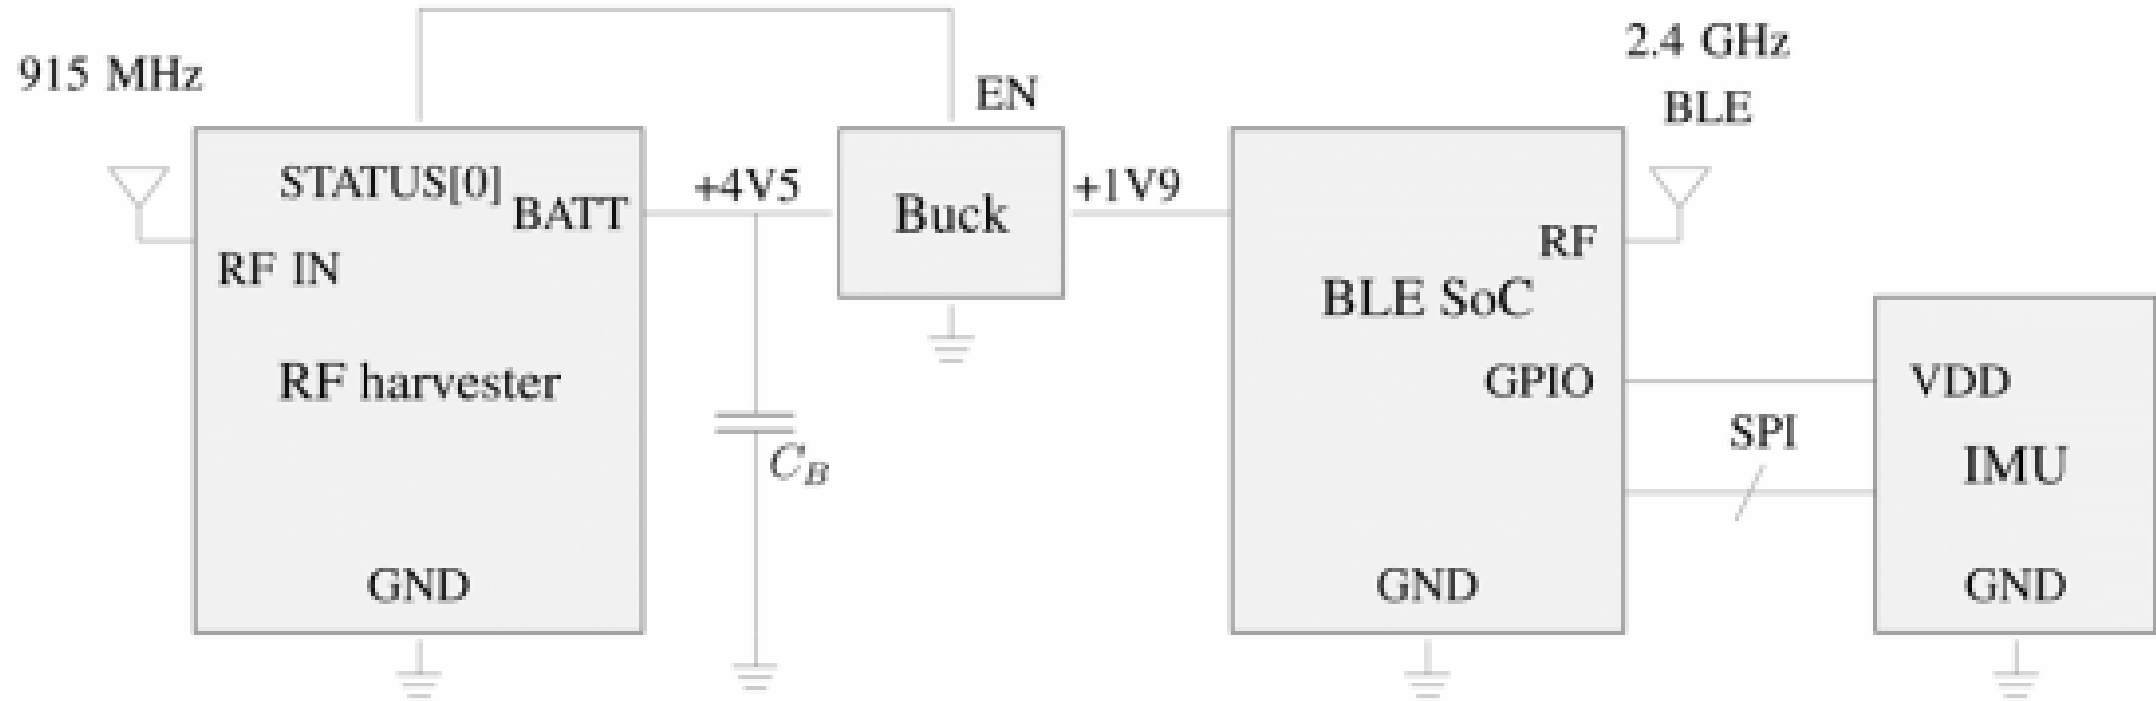 915 MHz
EN
2.4 GHz
BLE
STATUS[0]
BATT
RF IN
RF harvester
GND
+4V5
C_B
Buck
+1V9
RF
BLE SoC
GPIO
GND
SPI
VDD
IMU
GND